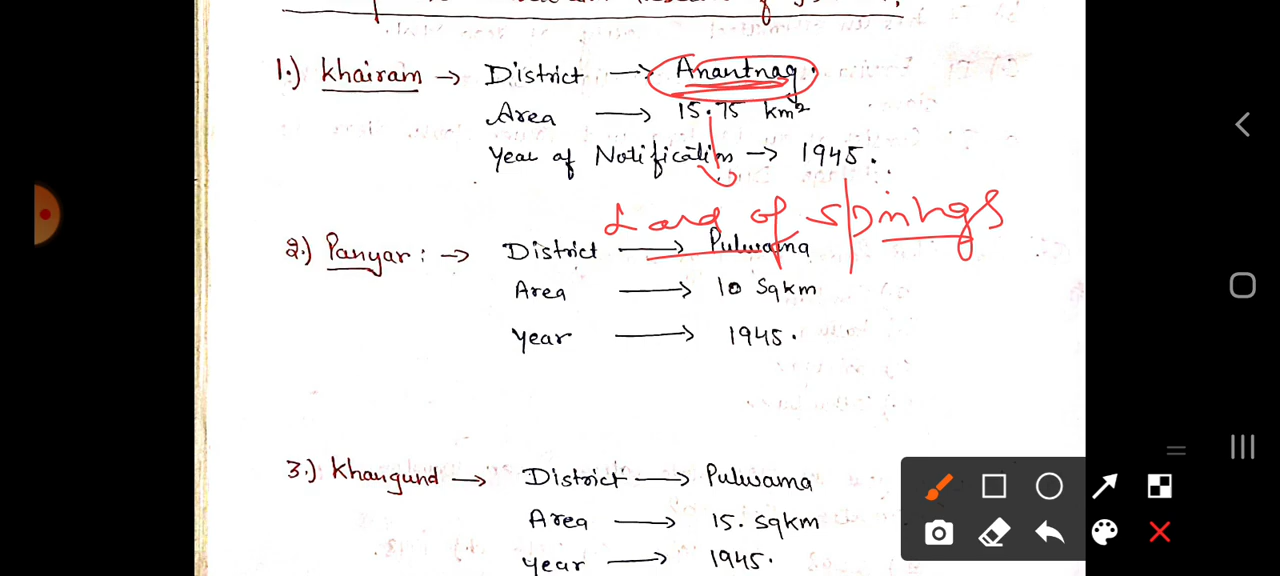 1.) Khairam → District → Anantnag.
Area → 15.75 km²
Year of Notification → 1945.
Land of Springs
2.) Panyar : → District → Pulwama
Area → 10 Sqkm
Year → 1945.
3.) Khangund → District → Pulwama
Area → 15. sqkm
year → 1945.